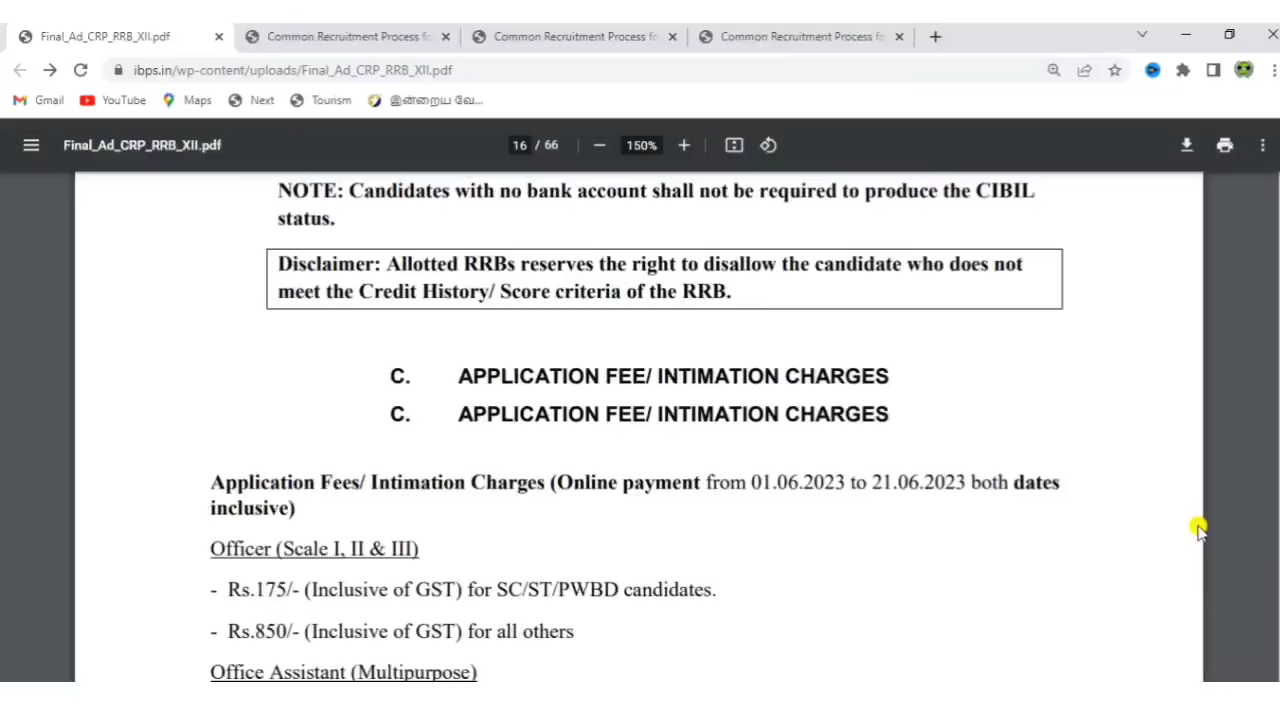 Final_Ad_CRP_RRB_XII.pdf
Common Recruitment Process fo
Common Recruitment Process fo
Common Recruitment Process fo
ibps.in/wp-content/uploads/Final_Ad_CRP_RRB_XII.pdf
Gmail YouTube Maps Next Tourism இன்றைய வே...
Final_Ad_CRP_RRB_XII.pdf 16 / 66 150%
NOTE: Candidates with no bank account shall not be required to produce the CIBIL
status.
Disclaimer: Allotted RRBs reserves the right to disallow the candidate who does not
meet the Credit History/ Score criteria of the RRB.
C. APPLICATION FEE/ INTIMATION CHARGES
C. APPLICATION FEE/ INTIMATION CHARGES
Application Fees/ Intimation Charges (Online payment from 01.06.2023 to 21.06.2023 both dates
inclusive)
Officer (Scale I, II & III)
- Rs.175/- (Inclusive of GST) for SC/ST/PWBD candidates.
- Rs.850/- (Inclusive of GST) for all others
Office Assistant (Multipurpose)